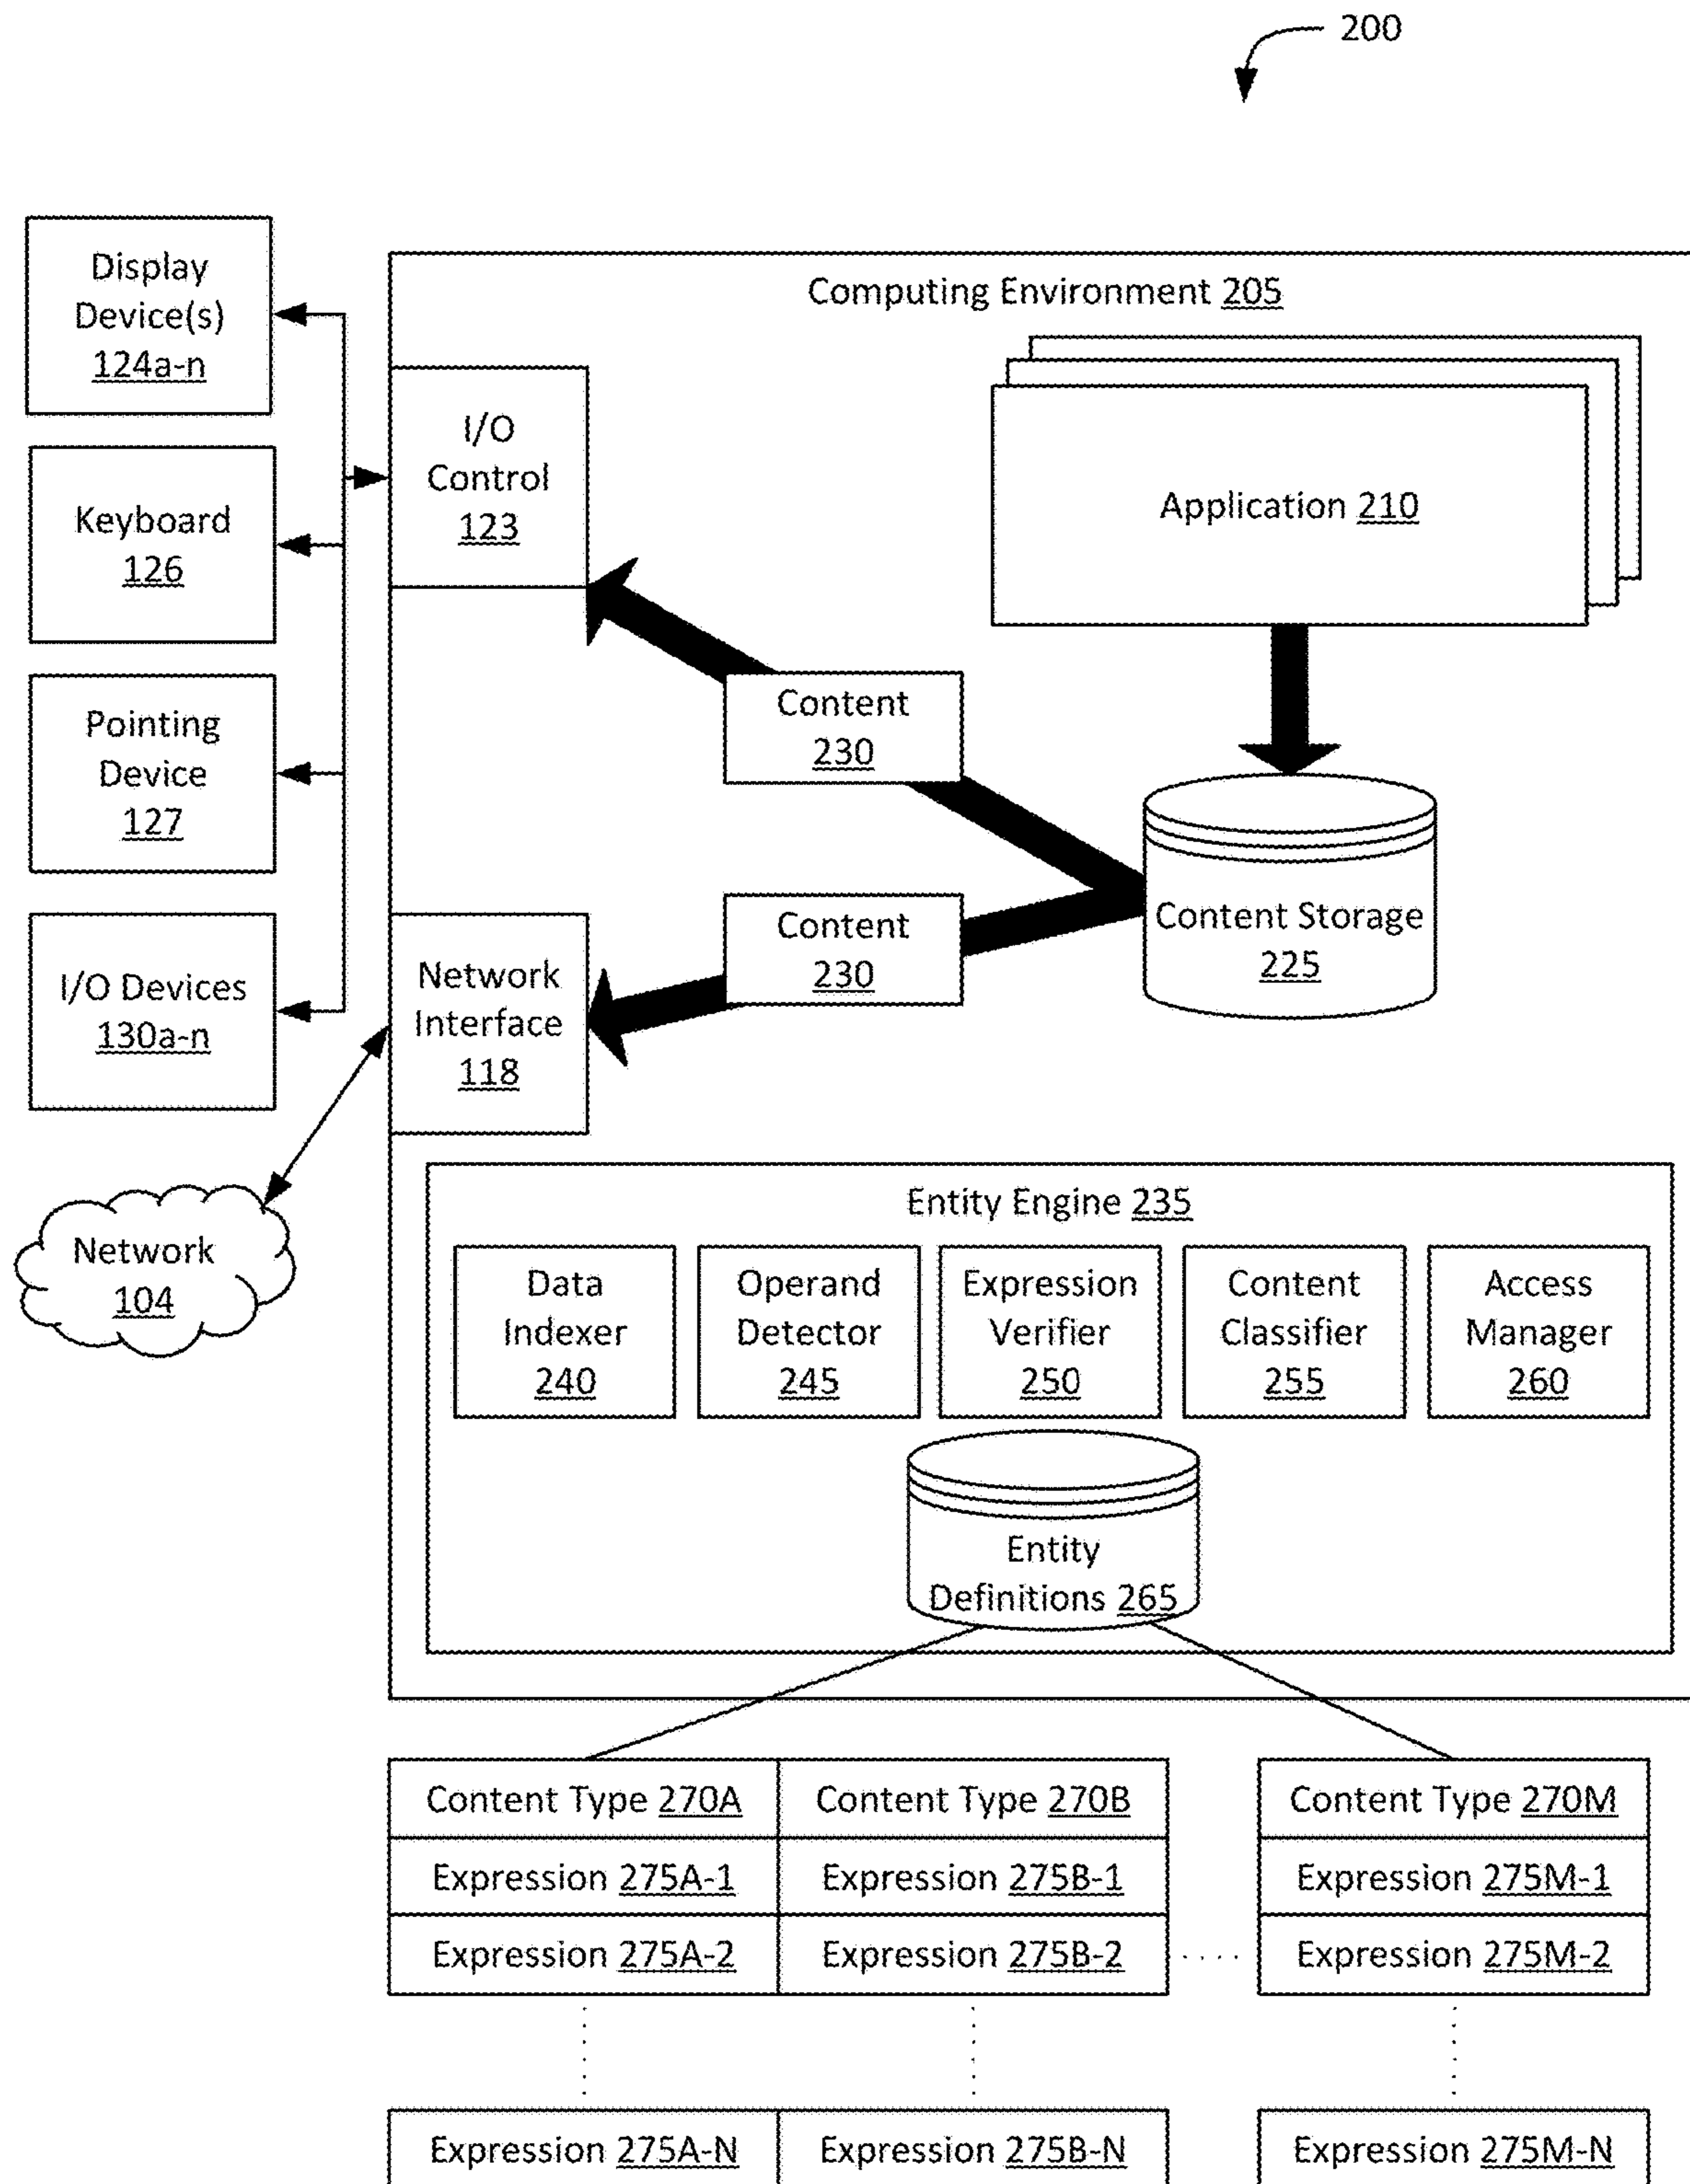 200
Display
Device(s)
124a-n
Keyboard
126
Pointing
Device
127
I/O Devices
130a-n
Network
104
Computing Environment 205
I/O
Control
123
Application 210
Content
230
Content
230
Content Storage
225
Network
Interface
118
Entity Engine 235
Data
Indexer
240
Operand
Detector
245
Expression
Verifier
250
Content
Classifier
255
Access
Manager
260
Entity
Definitions 265
Content Type 270A
Content Type 270B
Content Type 270M
Expression 275A-1
Expression 275B-1
Expression 275M-1
Expression 275A-2
Expression 275B-2
Expression 275M-2
Expression 275A-N
Expression 275B-N
Expression 275M-N